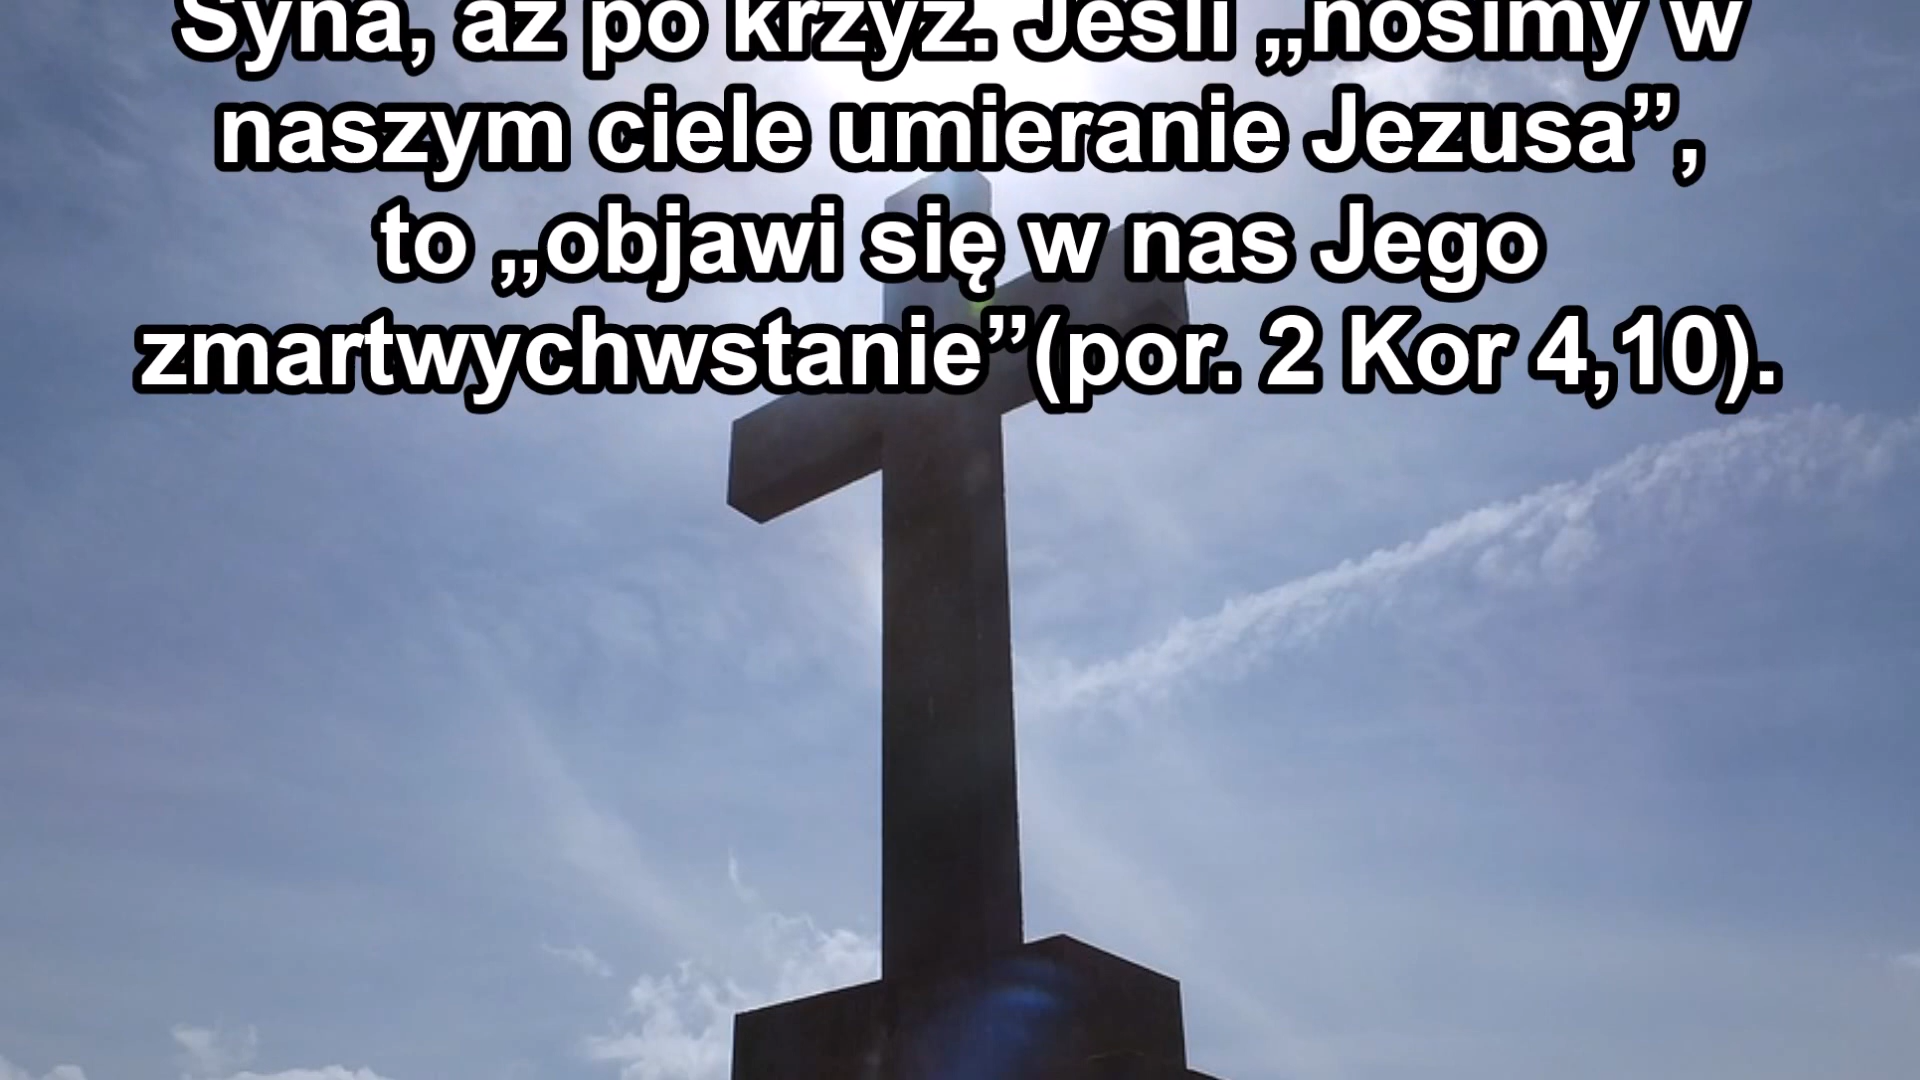 Syna, aż po krzyż. Jeśli „nosimy w
naszym ciele umieranie Jezusa”,
to „objawi się w nas Jego
zmartwychwstanie”(por. 2 Kor 4,10).